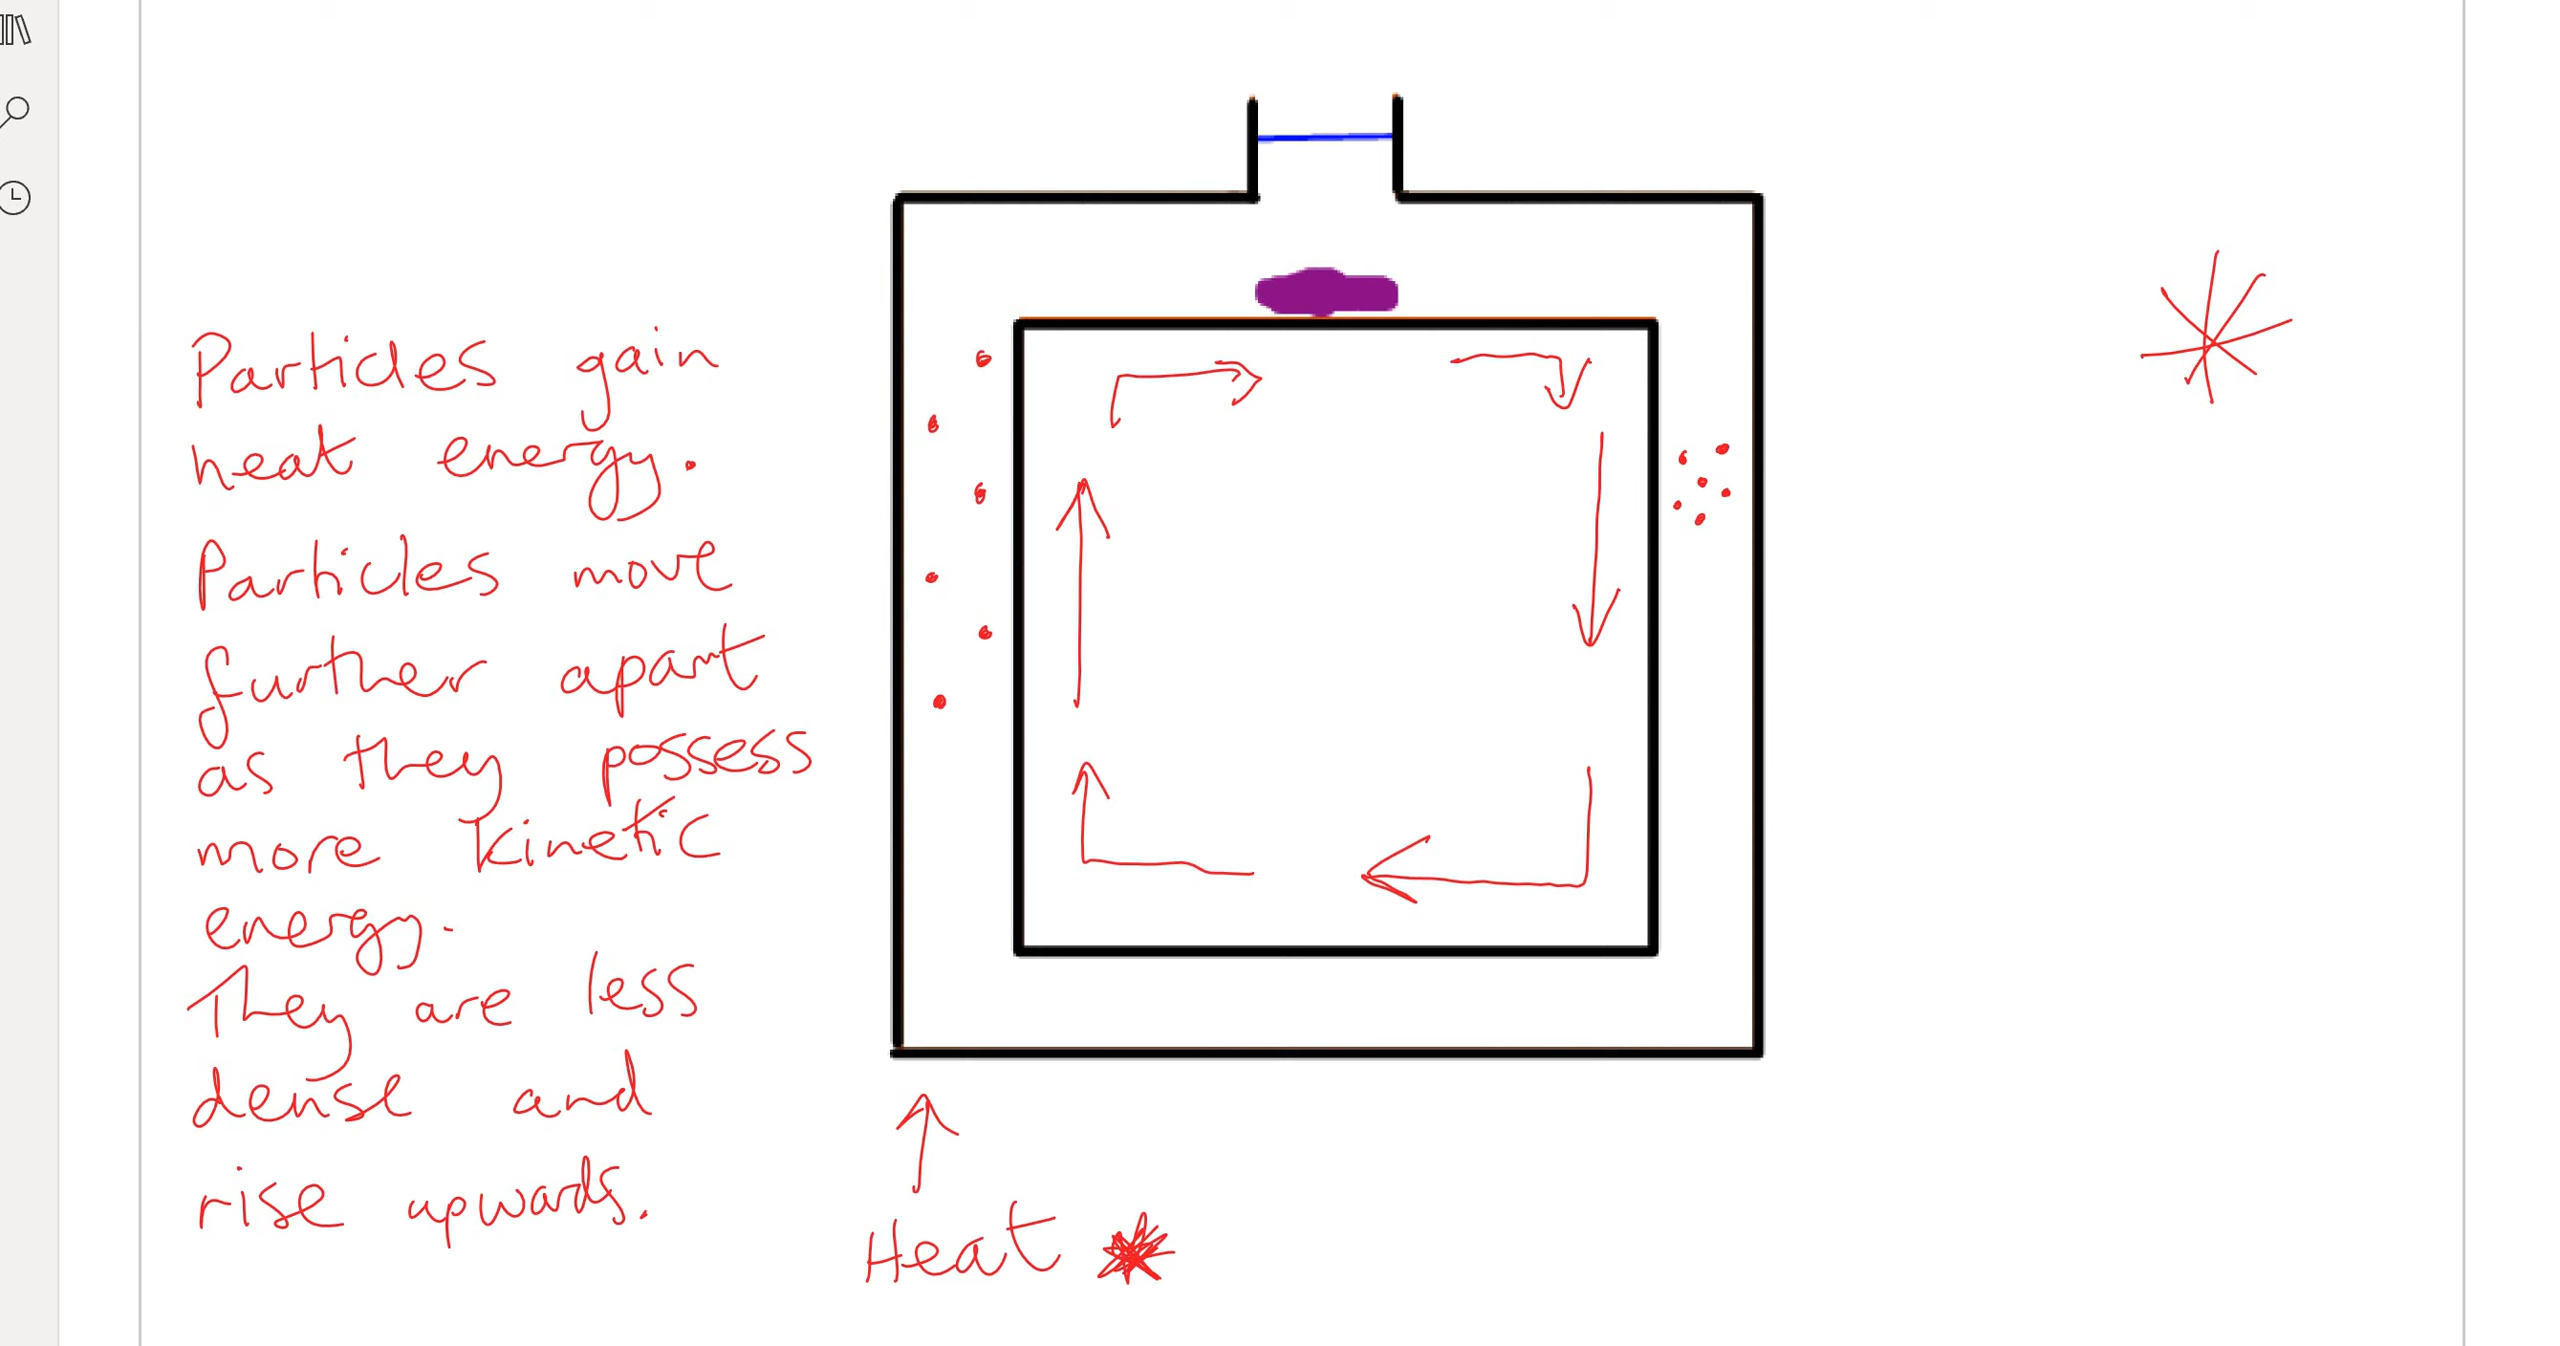 Particles gain
heat energy.
Particles move
further apart
as they possess
more kinetic
energy.
They are less
dense and
rise upwards.
Heat